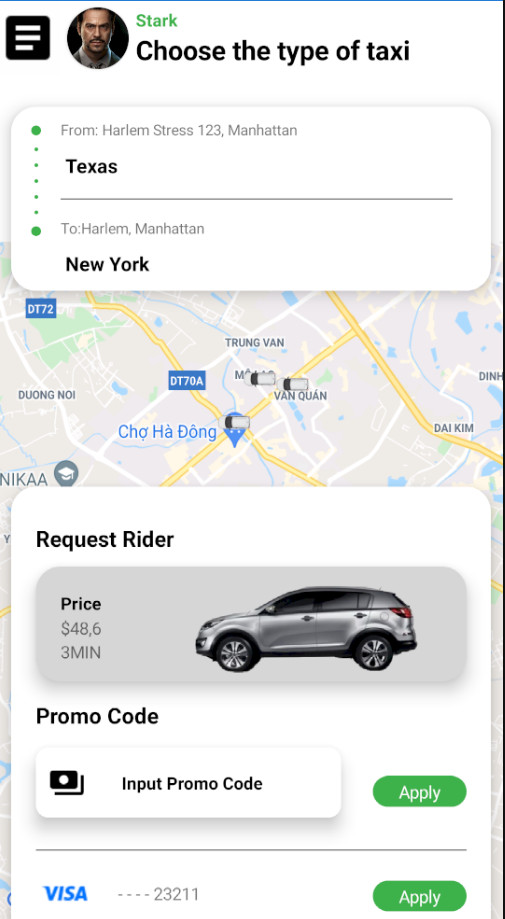 Stark
Choose the type of taxi
From: Harlem Stress 123, Manhattan
Texas
To:Harlem, Manhattan
New York
DT72
TRUNG VAN
DT70A
VĂN QUÁN
DUONG NOI
DINH
Chợ Hà Đông
DAI KIM
NIKAA
Request Rider
Price
$48,6
3MIN
Promo Code
Input Promo Code
Apply
VISA
- - - - 23211
Apply